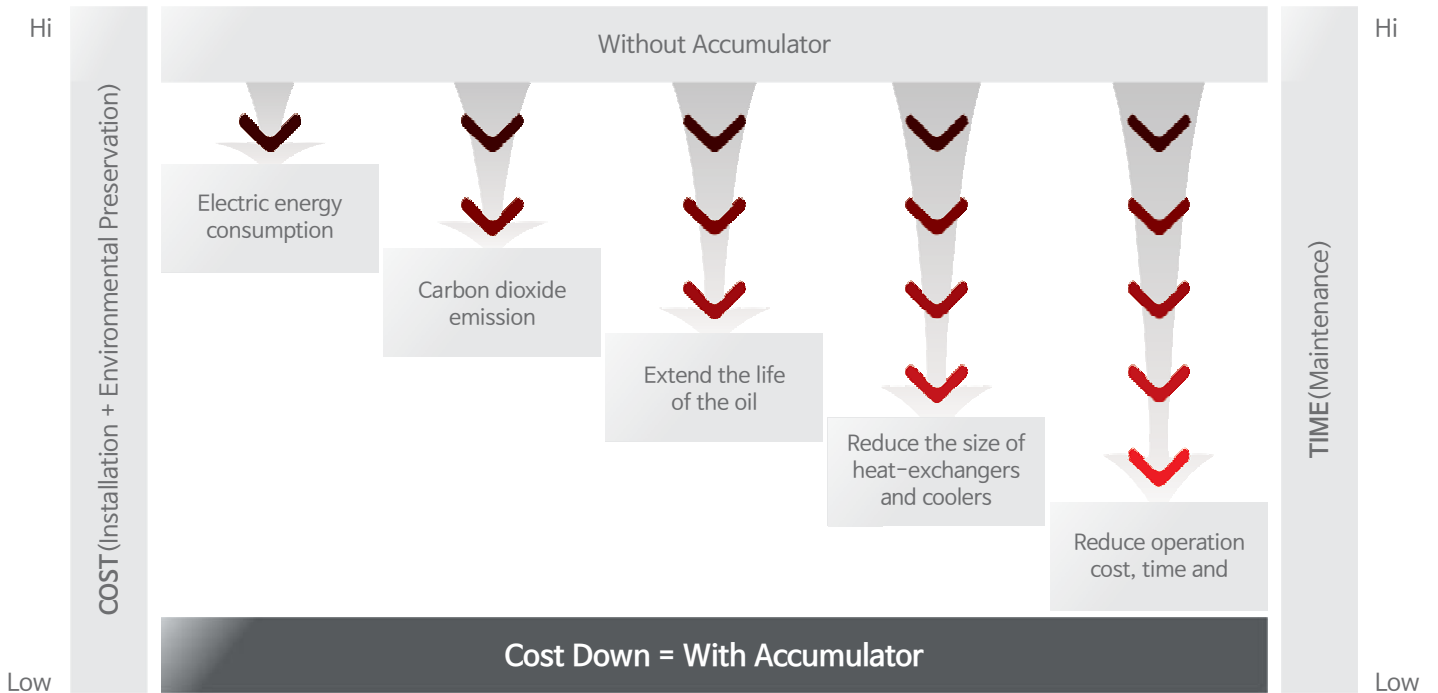 Hi
Without Accumulator
Hi
COST (Installation + Environmental Preservation)
Electric energy
consumption
Carbon dioxide
emission
Extend the life
of the oil
Reduce the size of
heat-exchangers
and coolers
Reduce operation
cost, time and
TIME (Maintenance)
Cost Down = With Accumulator
Low
Low